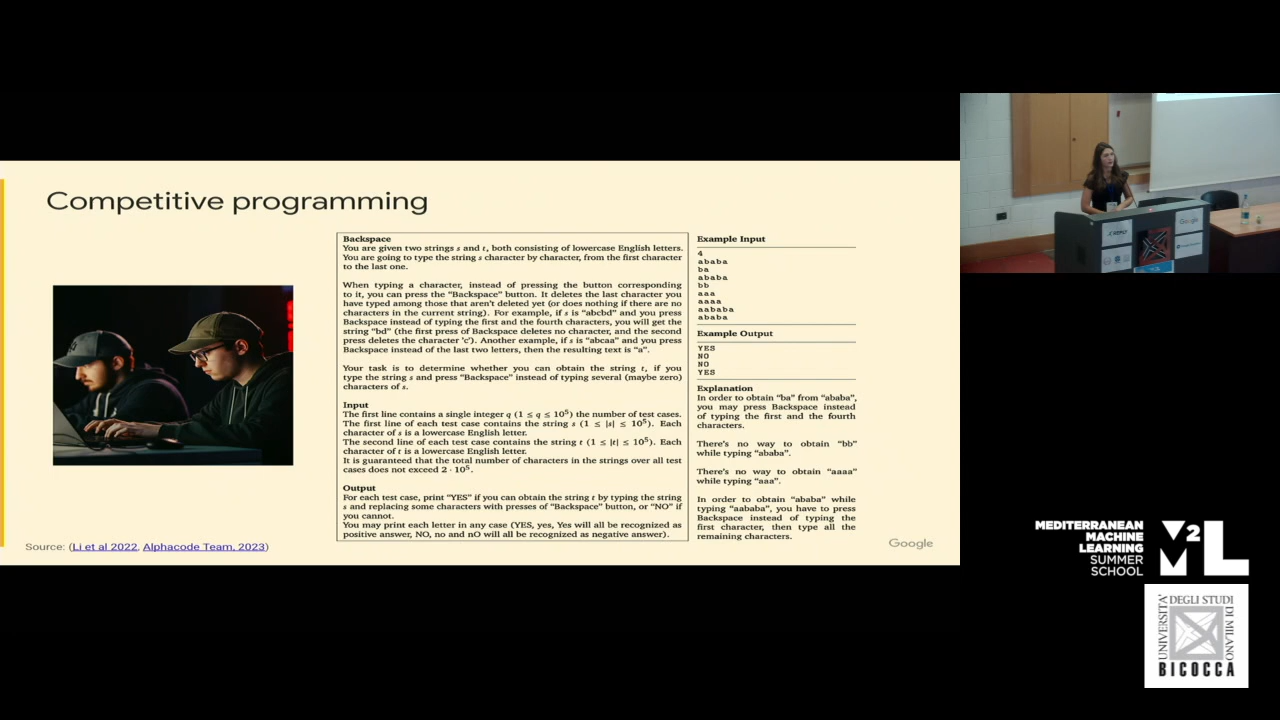 Competitive programming
Backspace
You are given two strings s and t, both consisting of lowercase English letters.
You are going to type the string s character by character, from the first character
to the last one.
When typing a character, instead of pressing the button corresponding
to it, you can press the “Backspace” button. It deletes the last character you
have typed among those that aren’t deleted yet (or does nothing if there are no
characters in the current string). For example, if s is “abcbd” and you press
Backspace instead of typing the first and the fourth characters, you will get the
string “bd” (the first press of Backspace deletes no character, and the second
press deletes the character ‘c’). Another example, if s is “abcaa” and you press
Backspace instead of the last two letters, then the resulting text is “a”.
Your task is to determine whether you can obtain the string t, if you
type the string s and press “Backspace” instead of typing several (maybe zero)
characters of s.
Input
The first line contains a single integer q (1 ≤ q ≤ 10⁵) the number of test cases.
The first line of each test case contains the string s (1 ≤ |s| ≤ 10⁵). Each
character of s is a lowercase English letter.
The second line of each test case contains the string t (1 ≤ |t| ≤ 10⁵). Each
character of t is a lowercase English letter.
It is guaranteed that the total number of characters in the strings over all test
cases does not exceed 2 · 10⁵.
Output
For each test case, print “YES” if you can obtain the string t by typing the string
s and replacing some characters with presses of “Backspace” button, or “NO” if
you cannot.
You may print each letter in any case (YES, yes, Yes will all be recognized as
positive answer, NO, no and nO will all be recognized as negative answer).
Example Input
4
ababa
ba
ababa
bb
aaa
aaaa
aababa
ababa
Example Output
YES
NO
NO
YES
Explanation
In order to obtain “ba” from “ababa”,
you may press Backspace instead
of typing the first and the fourth
characters.
There’s no way to obtain “bb”
while typing “ababa”.
There’s no way to obtain “aaaa”
while typing “aaa”.
In order to obtain “ababa” while
typing “aababa”, you have to press
Backspace instead of typing the
first character, then type all the
remaining characters.
Source: (Li et al 2022, Alphacode Team, 2023)
Google
Google
MEDITERRANEAN
MACHINE
LEARNING
SUMMER
SCHOOL
M2L
UNIVERSITA'
DEGLI STUDI
DI MILANO
BICOCCA